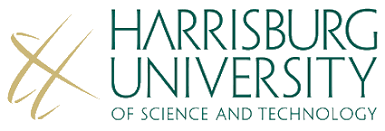 HARRISBURG
UNIVERSITY
OF SCIENCE AND TECHNOLOGY